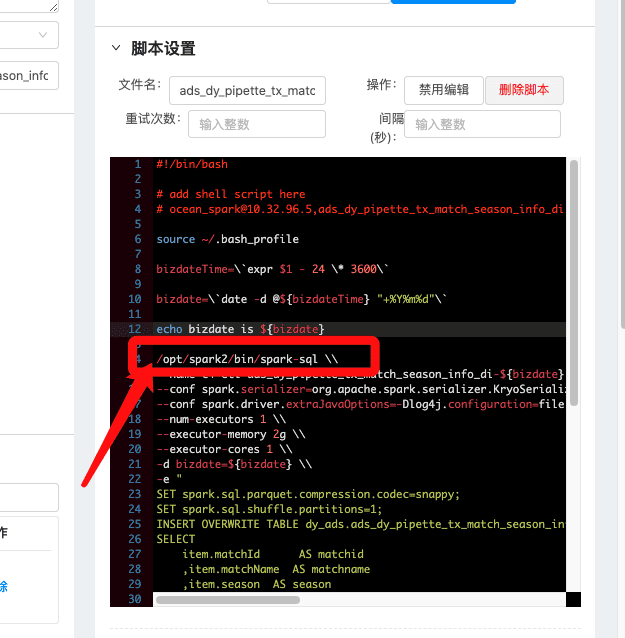 ason_info
作
除
脚本设置
文件名:
ads_dy_pipette_tx_matc
操作:
禁用编辑
删除脚本
重试次数:
输入整数
间隔
(秒):
输入整数
1 #!/bin/bash
2
3 # add shell script here
4 # ocean_spark@10.32.96.5,ads_dy_pipette_tx_match_season_info_di
5
6 source ~/.bash_profile
7
8 bizdateTime=\`expr $1 - 24 \* 3600\`
9
10 bizdate=\`date -d @${bizdateTime} "+%Y%m%d"\`
11
12 echo bizdate is ${bizdate}
/opt/spark2/bin/spark-sql \\
ads_dy_pipette_tx_match_season_info_di-${bizdate}
--conf spark.serializer=org.apache.spark.serializer.KryoSerializ
--conf spark.driver.extraJavaOptions=-Dlog4j.configuration=file
18 --num-executors 1 \\
19 --executor-memory 2g \\
20 --executor-cores 1 \\
21 -d bizdate=${bizdate} \\
22 -e "
23 SET spark.sql.parquet.compression.codec=snappy;
24 SET spark.sql.shuffle.partitions=1;
25 INSERT OVERWRITE TABLE dy_ads.ads_dy_pipette_tx_match_season_in
26 SELECT
27 item.matchId AS matchid
28 ,item.matchName AS matchname
29 ,item.season AS season
30